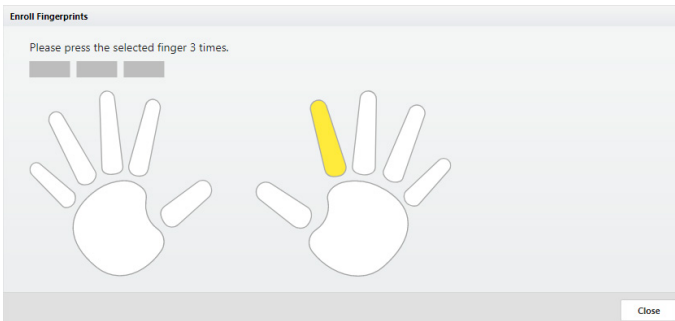 Enroll Fingerprints
Please press the selected finger 3 times.
Close